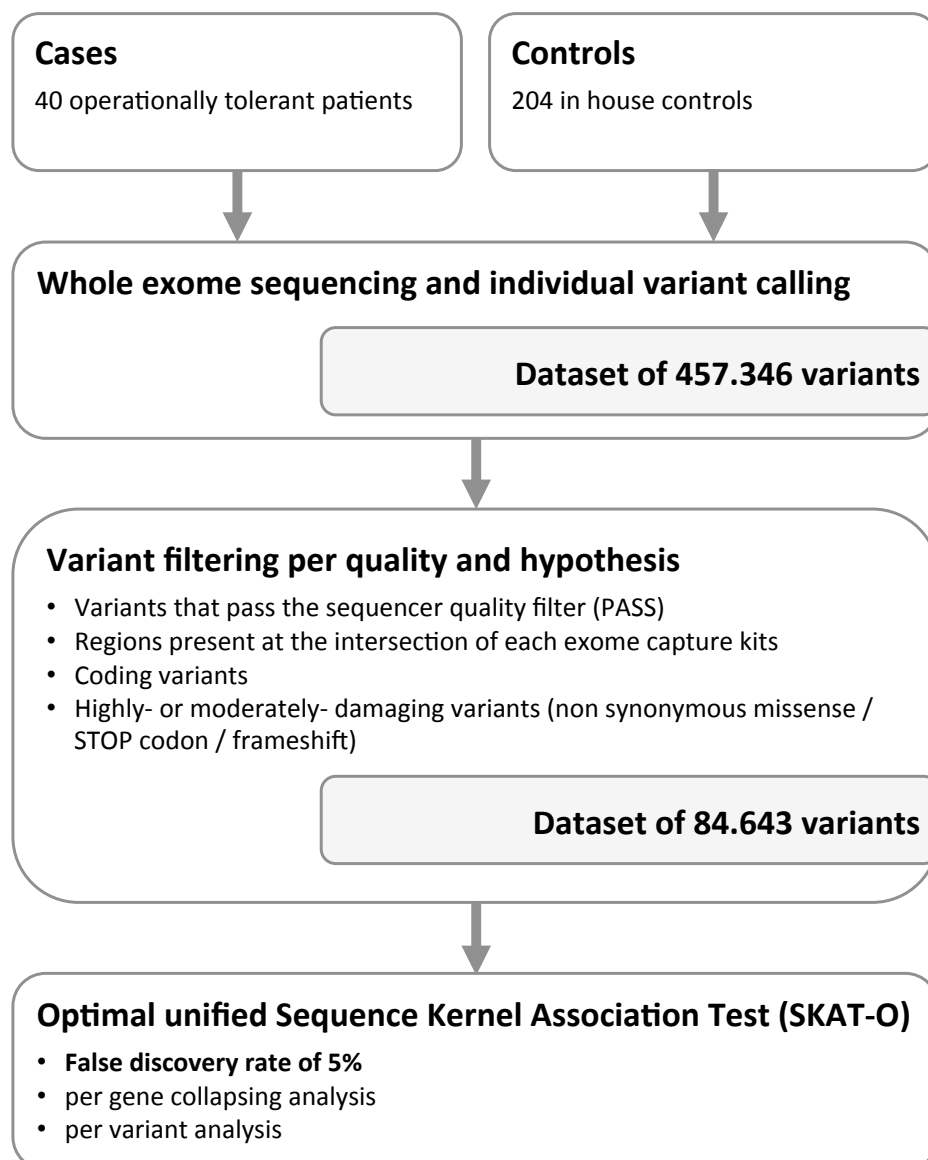 Cases
40 operationally tolerant patients
Controls
204 in house controls
Whole exome sequencing and individual variant calling
Dataset of 457.346 variants
Variant filtering per quality and hypothesis
• Variants that pass the sequencer quality filter (PASS)
• Regions present at the intersection of each exome capture kits
• Coding variants
• Highly- or moderately- damaging variants (non synonymous missense /
STOP codon / frameshift)
Dataset of 84.643 variants
Optimal unified Sequence Kernel Association Test (SKAT-O)
• False discovery rate of 5%
• per gene collapsing analysis
• per variant analysis